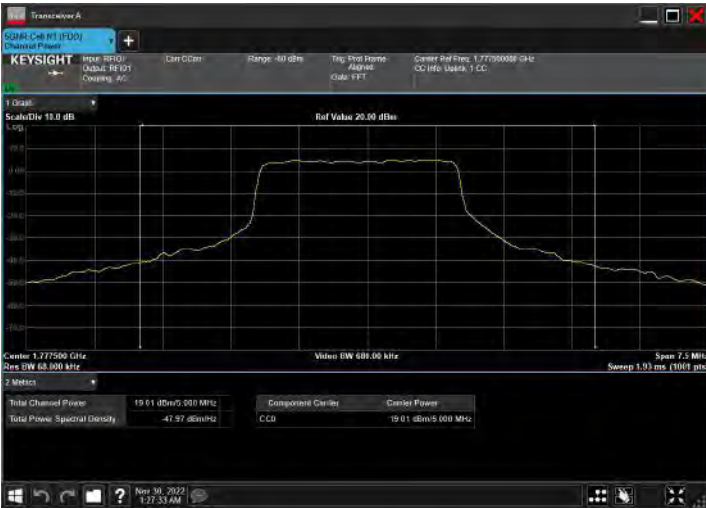 Transceiver A
5GNR Cell N1 (FDD)
Channel Power
+
KEYSIGHT
Input: RFIO1
Output: RFIO1
Coupling: AC
Corr CCorr
Range: -60 dBm
Trig: Prot Frame
Aligned
Gate: FFT
Carrier Ref Freq: 1.777500000 GHz
CC Info: Uplink, 1 CC
1 Graph
Scale/Div 10.0 dB
Ref Value 20.00 dBm
Log
Center 1.777500 GHz
Res BW 68.000 kHz
Video BW 680.00 kHz
Span 7.5 MHz
Sweep 1.93 ms (1001 pts)
2 Metrics
Total Channel Power
19.01 dBm/5.000 MHz
Total Power Spectral Density
-47.97 dBm/Hz
Component Carrier
Carrier Power
CC0
19.01 dBm/5.000 MHz
?
Nov 30, 2022
1:27:33 AM